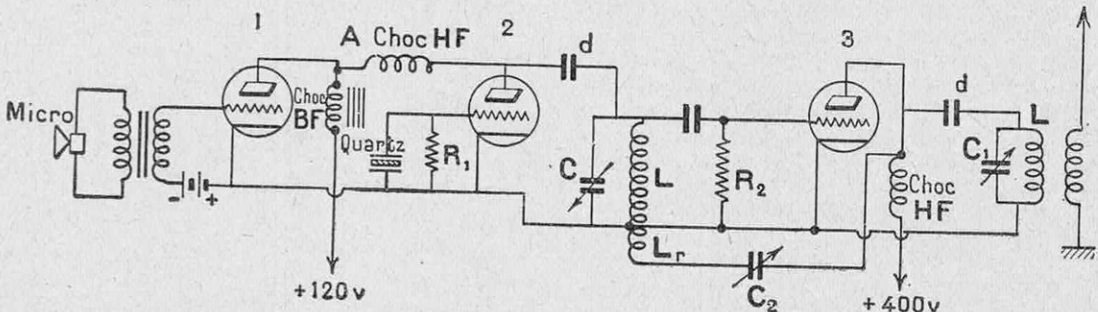 1
2
3
A Choc HF
d
Micro
Choc
BF
Quartz
R₁
C
L
R₂
Lr
C₂
d
L
C₁
Choc
HF
- +
+120v
+400v